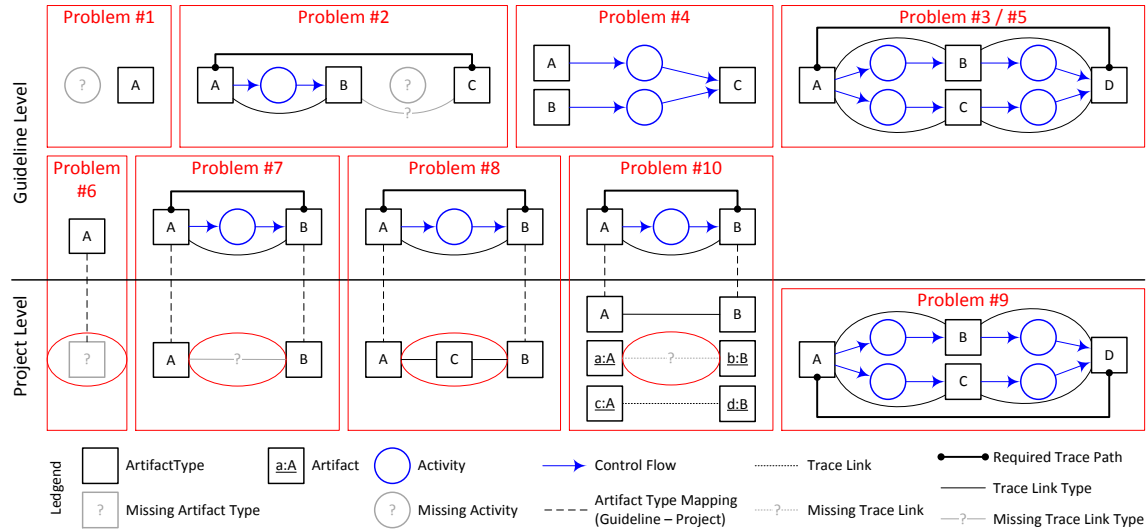 Guideline Level
Problem #1
?
A
Problem #2
A
B
?
C
?
Problem #4
A
B
C
Problem #3 / #5
A
B
C
D
Problem
#6
A
Problem #7
A
B
Problem #8
A
B
Problem #10
A
B
Project Level
?
A
?
B
A
C
B
A
B
a:A
?
b:B
c:A
d:B
Problem #9
A
B
C
D
Ledgend
ArtifactType
a:A
Artifact
Activity
Control Flow
Trace Link
Required Trace Path
Trace Link Type
?
Missing Artifact Type
?
Missing Activity
Artifact Type Mapping
(Guideline – Project)
?
Missing Trace Link
?
Missing Trace Link Type